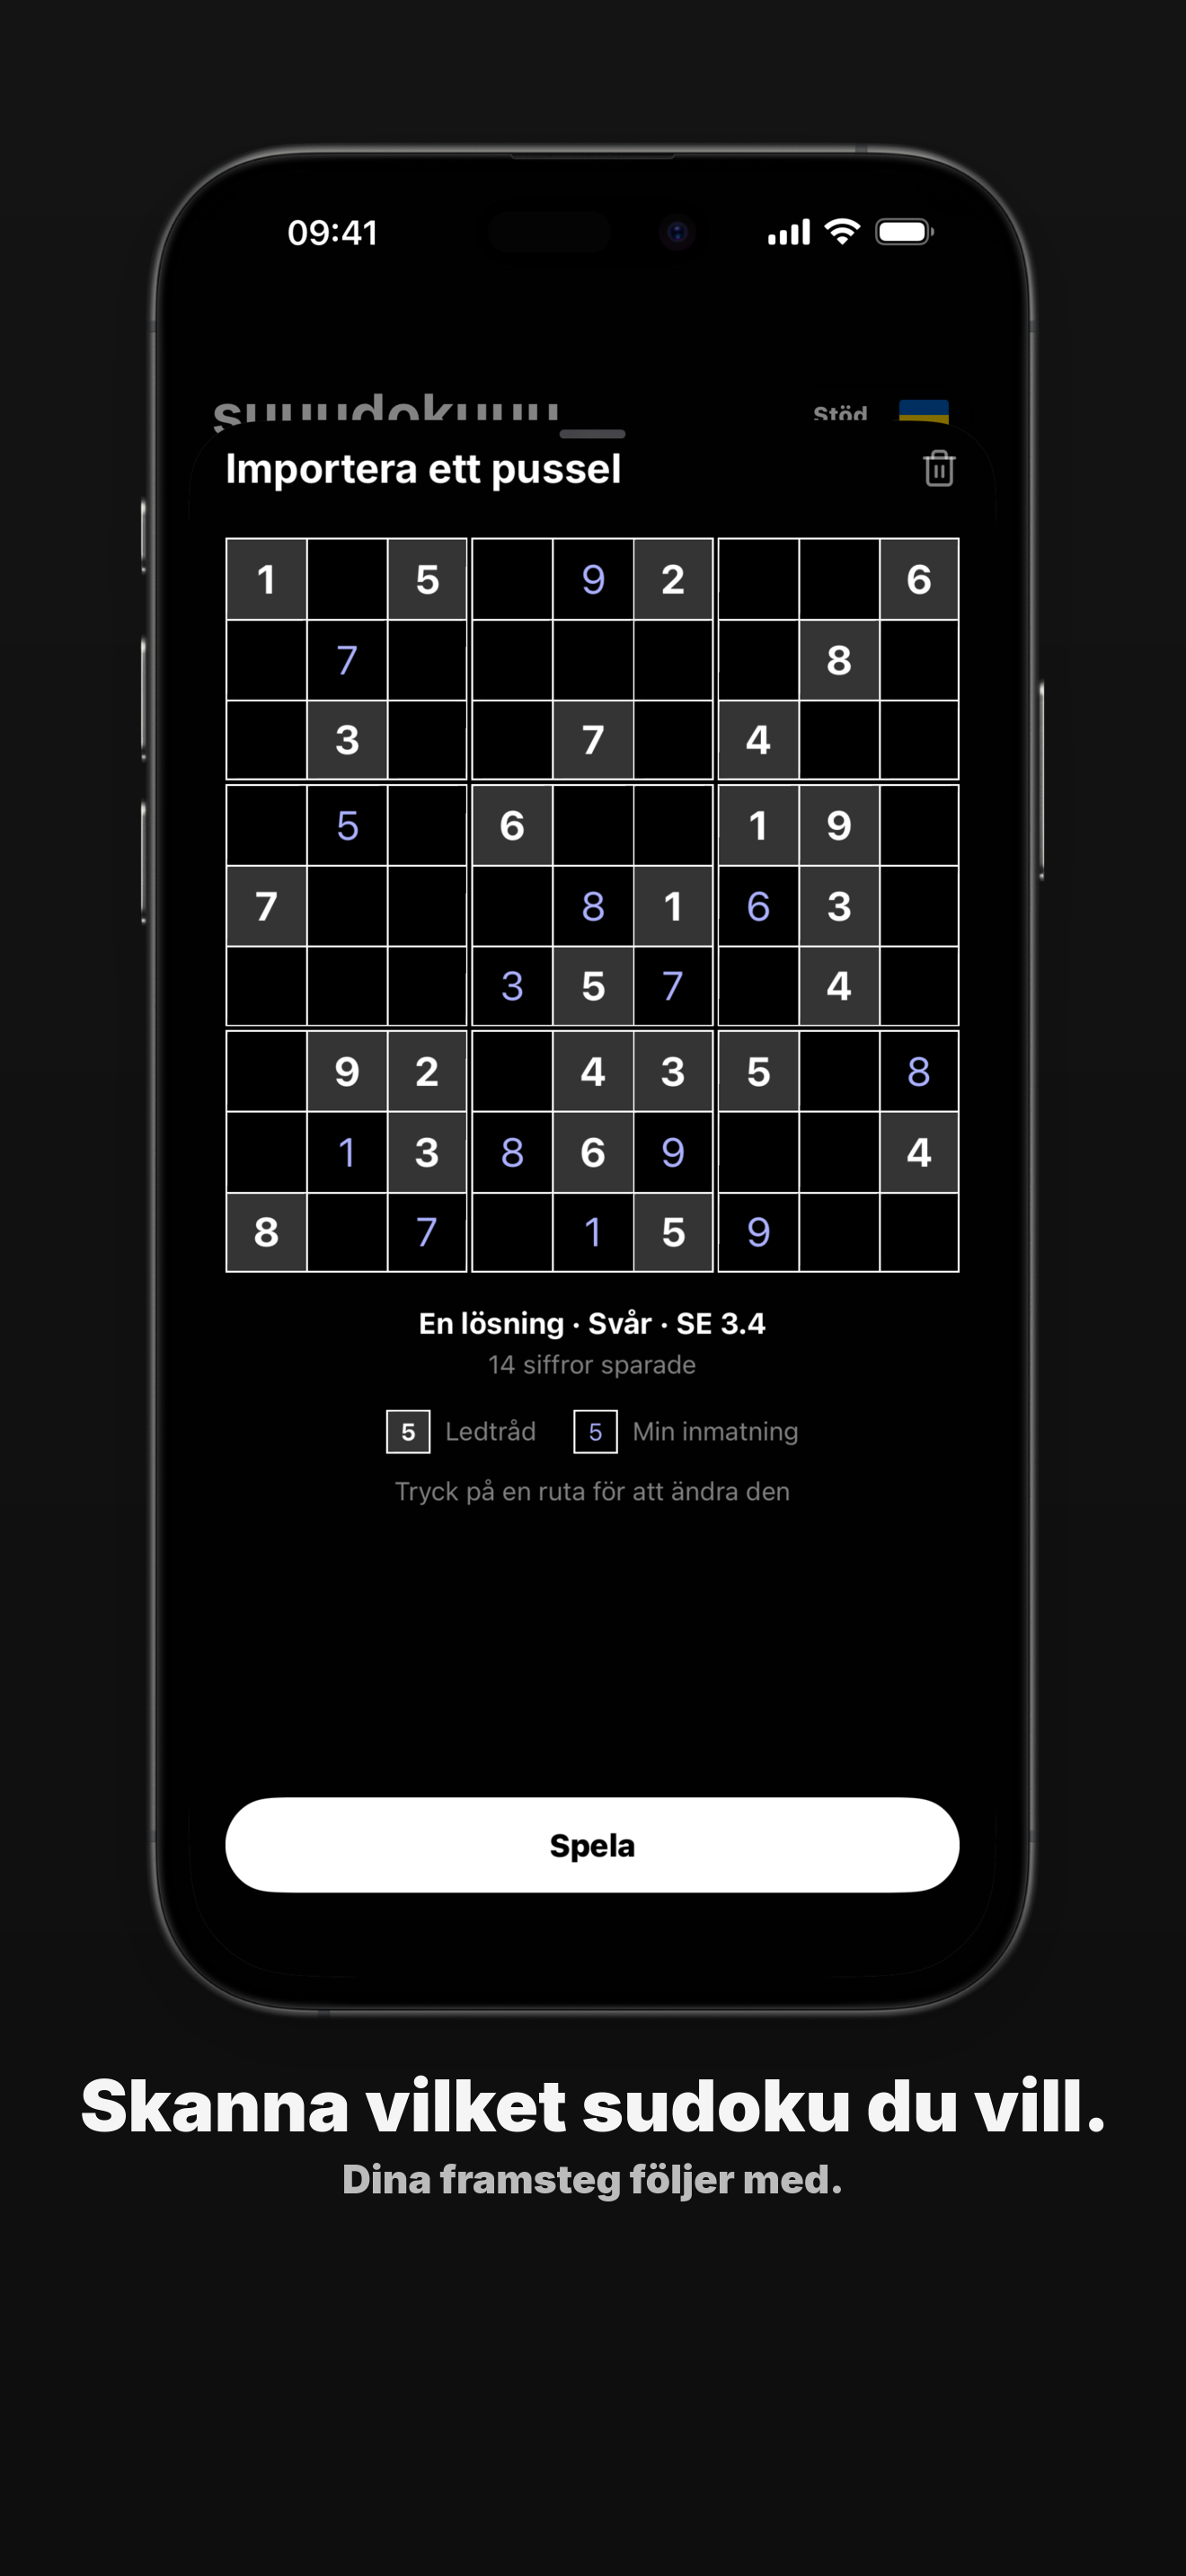 09:41
suuudokuuu
Stöd
Importera ett pussel
1 5 9 2 6
7 8
3 7 4
5 6 1 9
7 8 1 6 3
3 5 7 4
9 2 4 3 5 8
1 3 8 6 9 4
8 7 1 5 9
En lösning · Svår · SE 3.4
14 siffror sparade
5 Ledtråd 5 Min inmatning
Tryck på en ruta för att ändra den
Spela
Skanna vilket sudoku du vill.
Dina framsteg följer med.